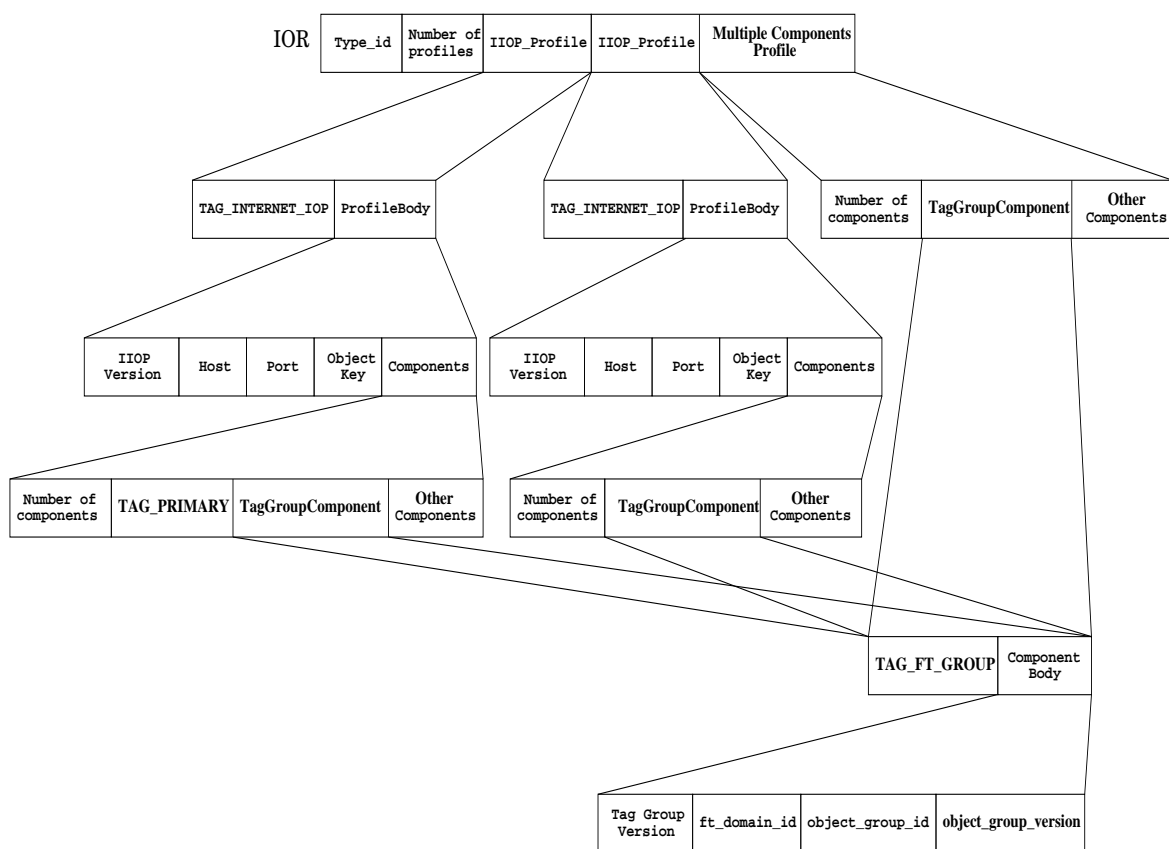 IOR
Type_id
Number of
profiles
IIOP_Profile
IIOP_Profile
Multiple Components
Profile
TAG_INTERNET_IOP
ProfileBody
TAG_INTERNET_IOP
ProfileBody
Number of
components
TagGroupComponent
Other
Components
IIOP
Version
Host
Port
Object
Key
Components
IIOP
Version
Host
Port
Object
Key
Components
Number of
components
TAG_PRIMARY
TagGroupComponent
Other
Components
Number of
components
TagGroupComponent
Other
Components
TAG_FT_GROUP
Component
Body
Tag Group
Version
ft_domain_id
object_group_id
object_group_version